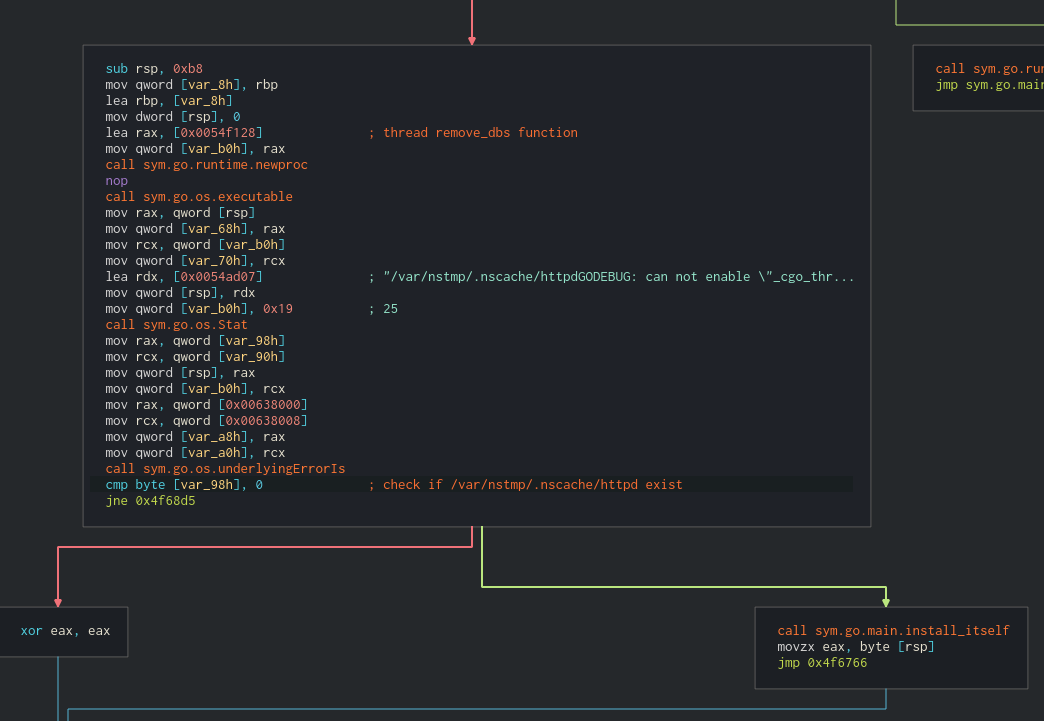 sub rsp, 0xb8
mov qword [var_8h], rbp
lea rbp, [var_8h]
mov dword [rsp], 0
lea rax, [0x0054f128] ; thread remove_dbs function
mov qword [var_b0h], rax
call sym.go.runtime.newproc
nop
call sym.go.os.executable
mov rax, qword [rsp]
mov qword [var_68h], rax
mov rcx, qword [var_b0h]
mov qword [var_70h], rcx
lea rdx, [0x0054ad07] ; "/var/nstmp/.nscache/httpdGODEBUG: can not enable \"_cgo_thr...
mov qword [rsp], rdx
mov qword [var_b0h], 0x19 ; 25
call sym.go.os.Stat
mov rax, qword [var_98h]
mov rcx, qword [var_90h]
mov qword [rsp], rax
mov qword [var_b0h], rcx
mov rax, qword [0x00638000]
mov rcx, qword [0x00638008]
mov qword [var_a8h], rax
mov qword [var_a0h], rcx
call sym.go.os.underlyingErrorIs
cmp byte [var_98h], 0 ; check if /var/nstmp/.nscache/httpd exist
jne 0x4f68d5
call sym.go.run
jmp sym.go.main
xor eax, eax
call sym.go.main.install_itself
movzx eax, byte [rsp]
jmp 0x4f6766